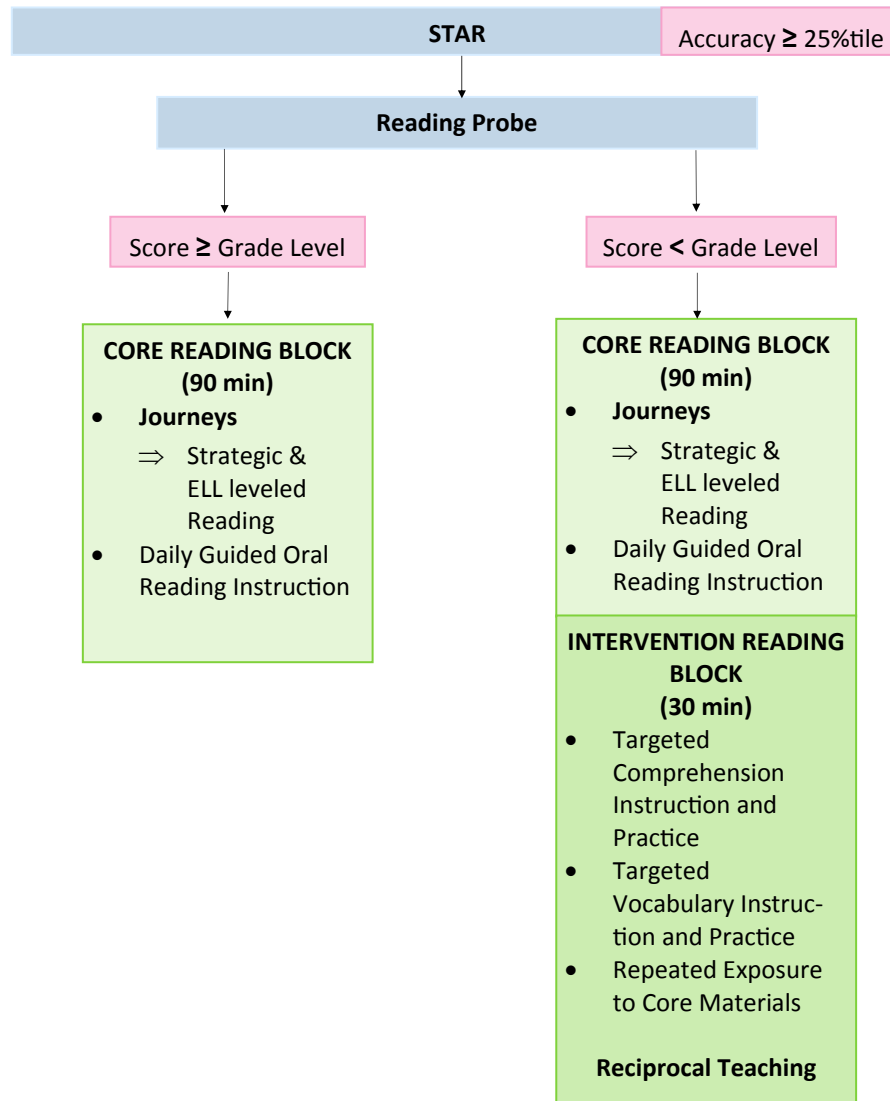 STAR
Accuracy ≥ 25%tile
Reading Probe
Score ≥ Grade Level
Score < Grade Level
CORE READING BLOCK
(90 min)
• Journeys
⇒ Strategic &
ELL leveled
Reading
• Daily Guided Oral
Reading Instruction
CORE READING BLOCK
(90 min)
• Journeys
⇒ Strategic &
ELL leveled
Reading
• Daily Guided Oral
Reading Instruction
INTERVENTION READING
BLOCK
(30 min)
• Targeted
Comprehension
Instruction and
Practice
• Targeted
Vocabulary Instruc-
tion and Practice
• Repeated Exposure
to Core Materials
Reciprocal Teaching